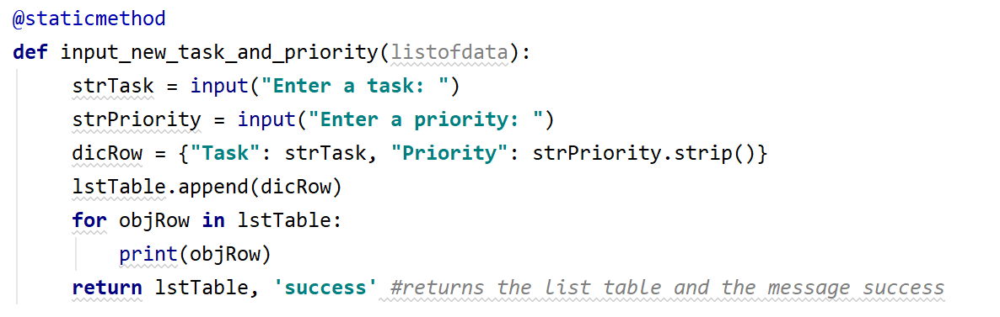 @staticmethod
def input_new_task_and_priority(listofdata):
    strTask = input("Enter a task: ")
    strPriority = input("Enter a priority: ")
    dicRow = {"Task": strTask, "Priority": strPriority.strip()}
    lstTable.append(dicRow)
    for objRow in lstTable:
        print(objRow)
    return lstTable, 'success' #returns the list table and the message success